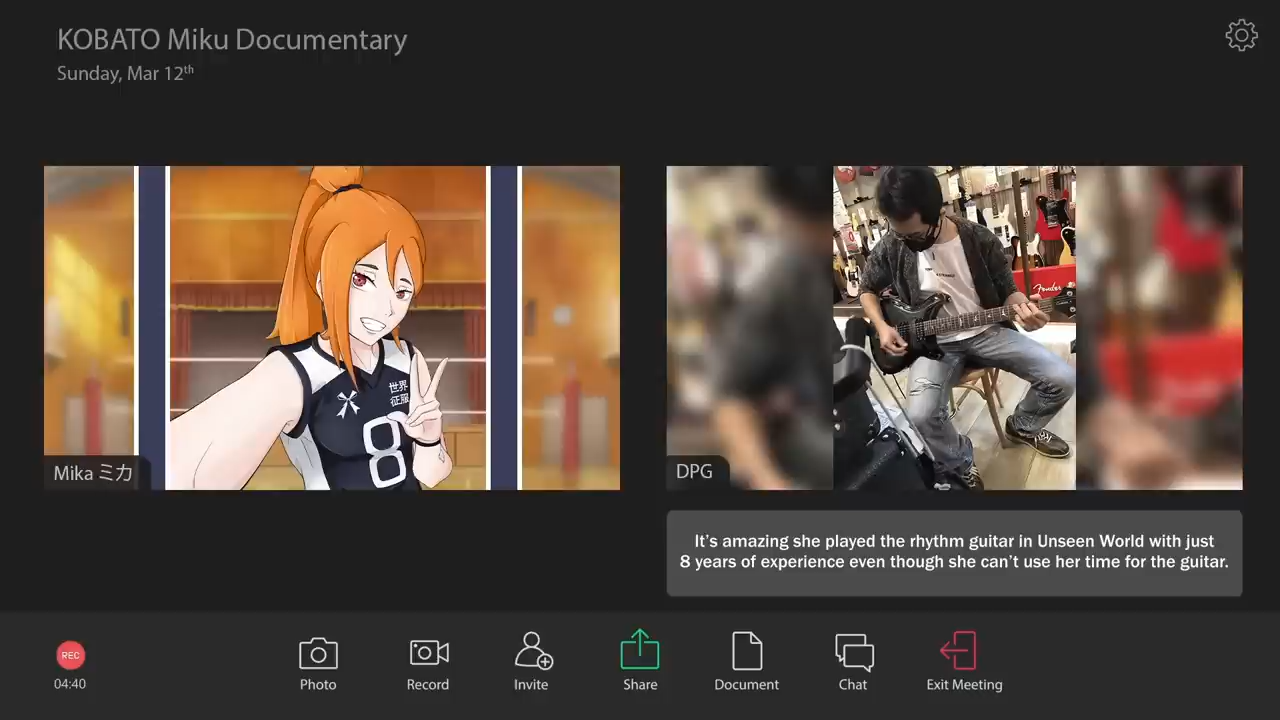 KOBATO Miku Documentary
Sunday, Mar 12th
世界
征服
8
Mika ミカ
Fender
DPG
It's amazing she played the rhythm guitar in Unseen World with just
8 years of experience even though she can't use her time for the guitar.
REC
04:40
Photo
Record
Invite
Share
Document
Chat
Exit Meeting